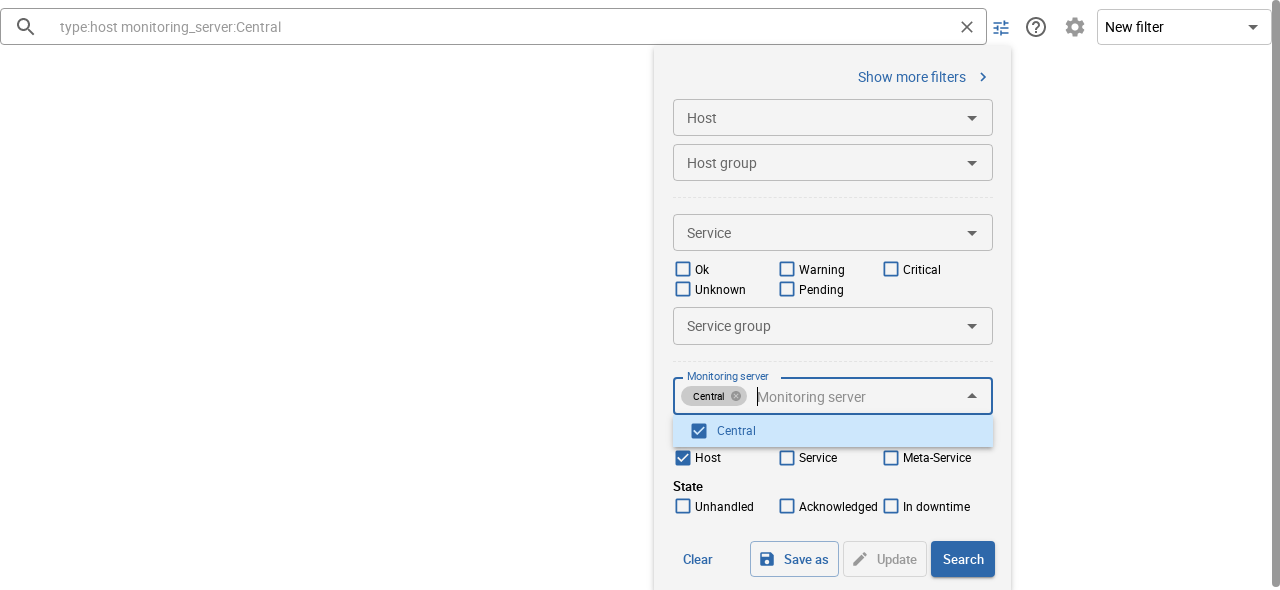 type:host monitoring_server:Central
New filter
Show more filters
Host
Host group
Service
Ok Warning Critical
Unknown Pending
Service group
Monitoring server
Central Monitoring server
Central
Host Service Meta-Service
State
Unhandled Acknowledged In downtime
Clear Save as Update Search